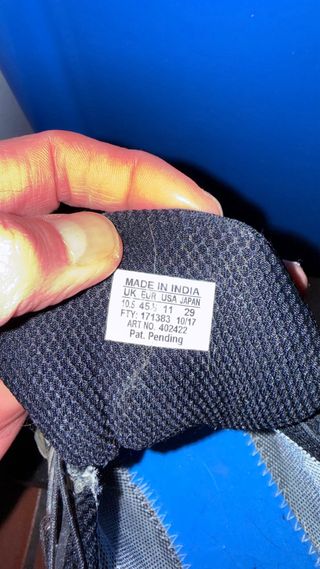 MADE IN INDIA
UK EUR USA JAPAN
10.5 45⅓ 11 29
FTY: 171383 10/17
ART NO. 402422
Pat. Pending